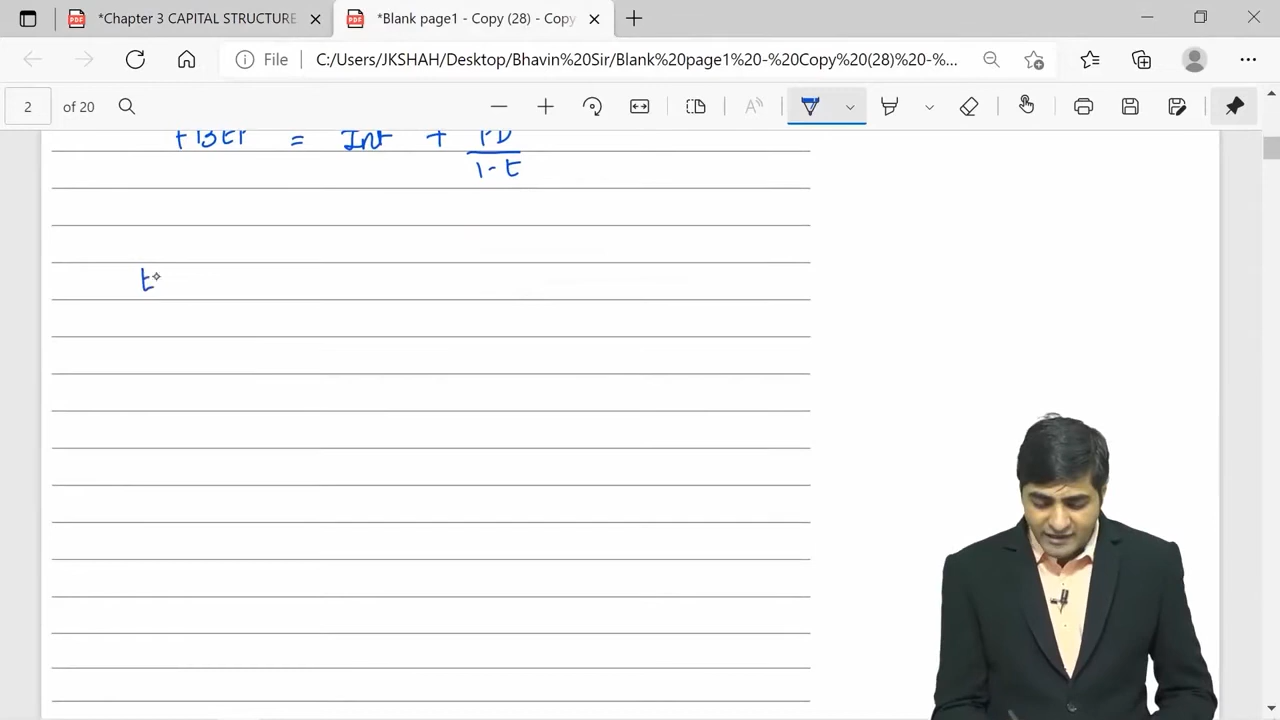 *Chapter 3 CAPITAL STRUCTURE
*Blank page1 - Copy (28) - Copy
File
C:/Users/JKSHAH/Desktop/Bhavin%20Sir/Blank%20page1%20-%20Copy%20(28)%20-%...
2 of 20
FBEP = Int + PD
1-t
t